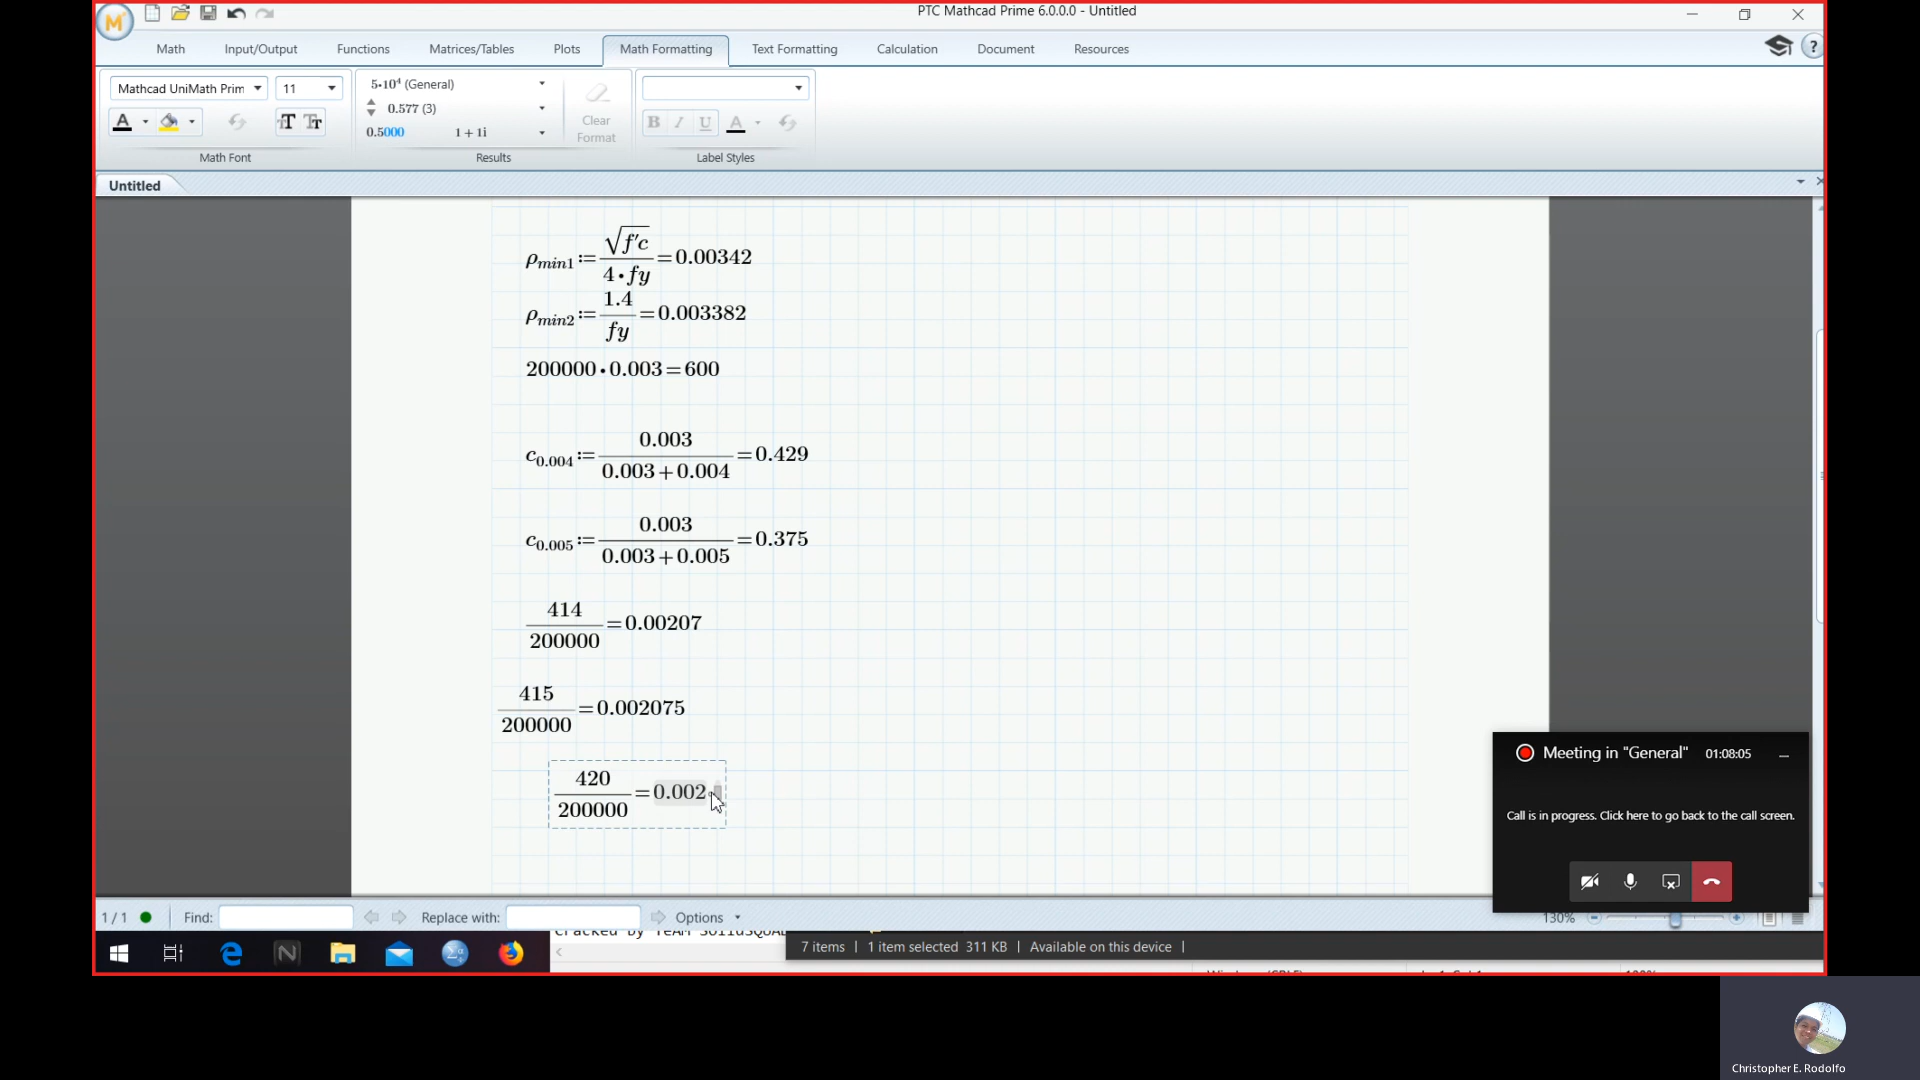 PTC Mathcad Prime 6.0.0.0 - Untitled
Math Input/Output Functions Matrices/Tables Plots Math Formatting Text Formatting Calculation Document Resources
Mathcad UniMath Prim 11 5•10⁴ (General)
0.577 (3)
0.5000 1 + 1i
Clear Format
B I U A
Math Font Results Label Styles
Untitled
ρmin1 := √f'c / 4•fy = 0.00342
ρmin2 := 1.4 / fy = 0.003382
200000•0.003=600
c0.004 := 0.003 / 0.003+0.004 = 0.429
c0.005 := 0.003 / 0.003+0.005 = 0.375
414 / 200000 = 0.00207
415 / 200000 = 0.002075
420 / 200000 = 0.002
Meeting in "General" 01:08:05
Call is in progress. Click here to go back to the call screen.
1 / 1 Find: Replace with: Options 130%
7 items | 1 item selected 311 KB | Available on this device |
Christopher E. Rodolfo